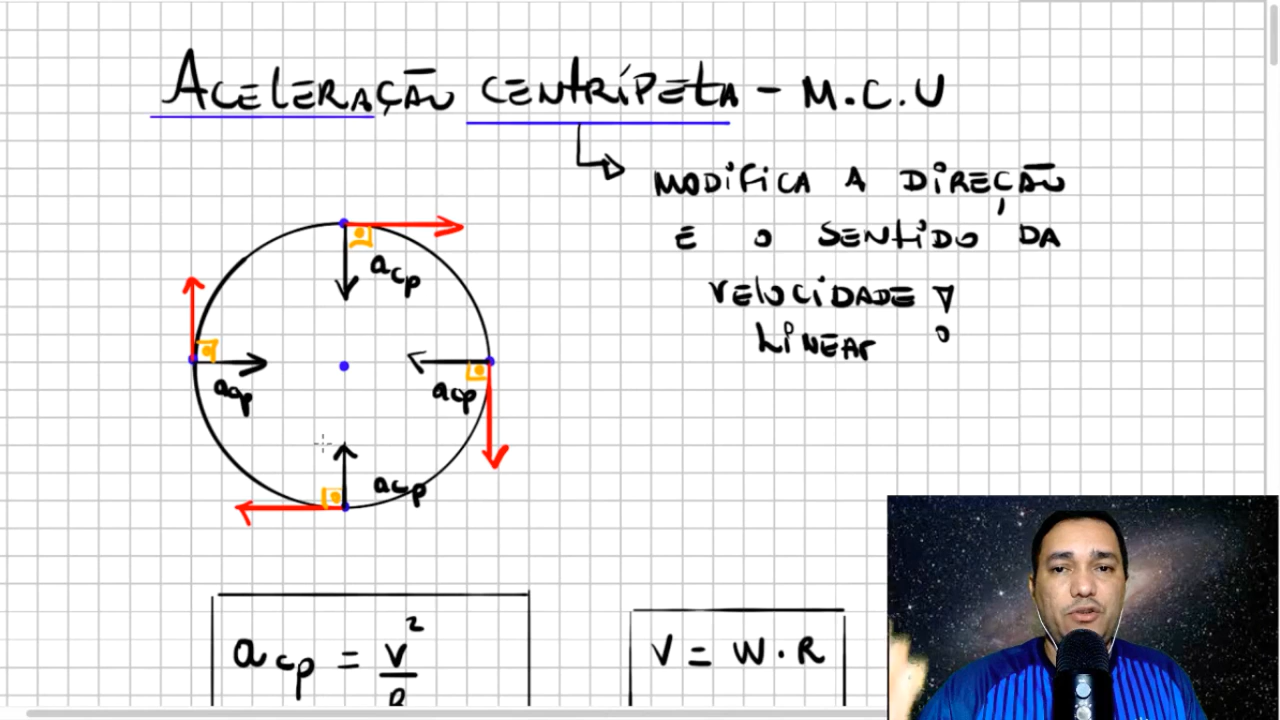 ACELERAÇÃO CENTRÍPETA - M.C.U
MODIFICA A DIREÇÃO
E O SENTIDO DA
VELOCIDADE
LINEAR
acp
acp
acp
acp
acp = v²/R
V = W · R